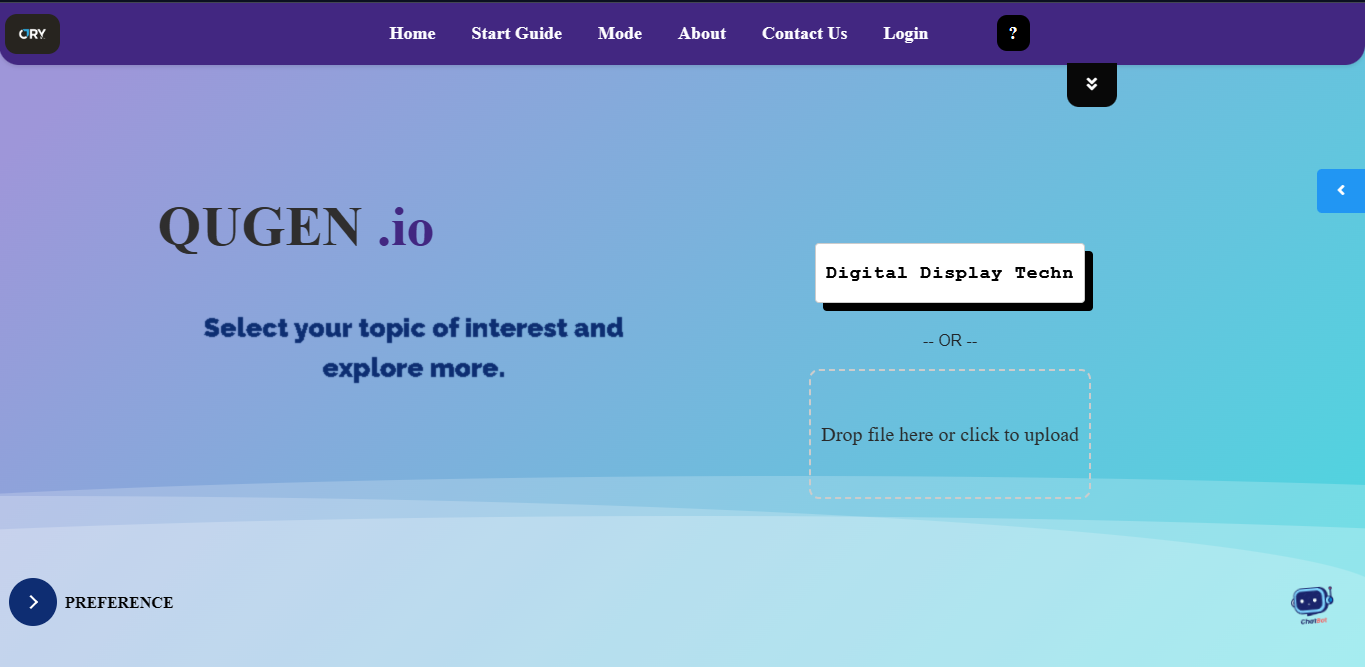 CRY
Home Start Guide Mode About Contact Us Login ?
QUGEN .io
Select your topic of interest and
explore more.
Digital Display Techn
-- OR --
Drop file here or click to upload
PREFERENCE
ChatBot